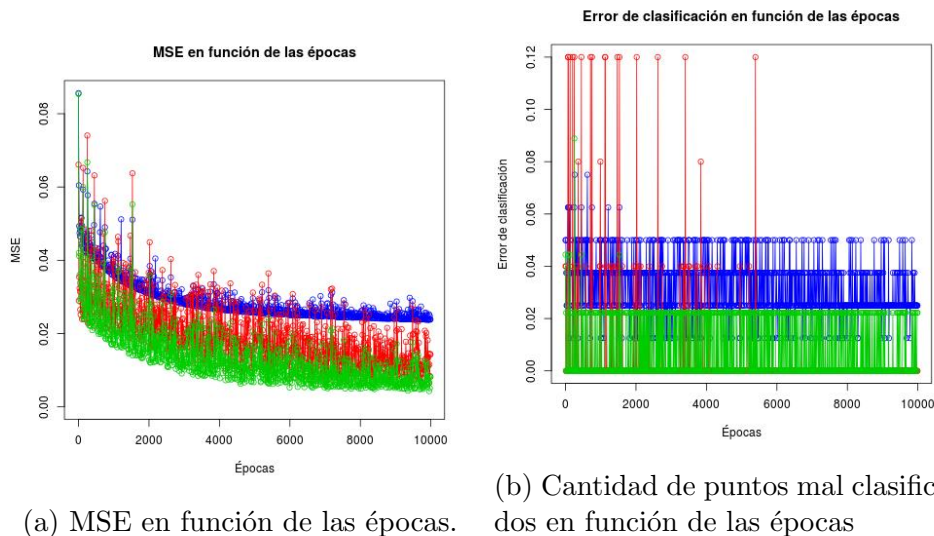 MSE en función de las épocas
MSE
0.00
0.02
0.04
0.06
0.08
0 2000 4000 6000 8000 10000
Épocas
(a) MSE en función de las épocas.
Error de clasificación en función de las épocas
Error de clasificación
0.00
0.02
0.04
0.06
0.08
0.10
0.12
0 2000 4000 6000 8000 10000
Épocas
(b) Cantidad de puntos mal clasific
dos en función de las épocas